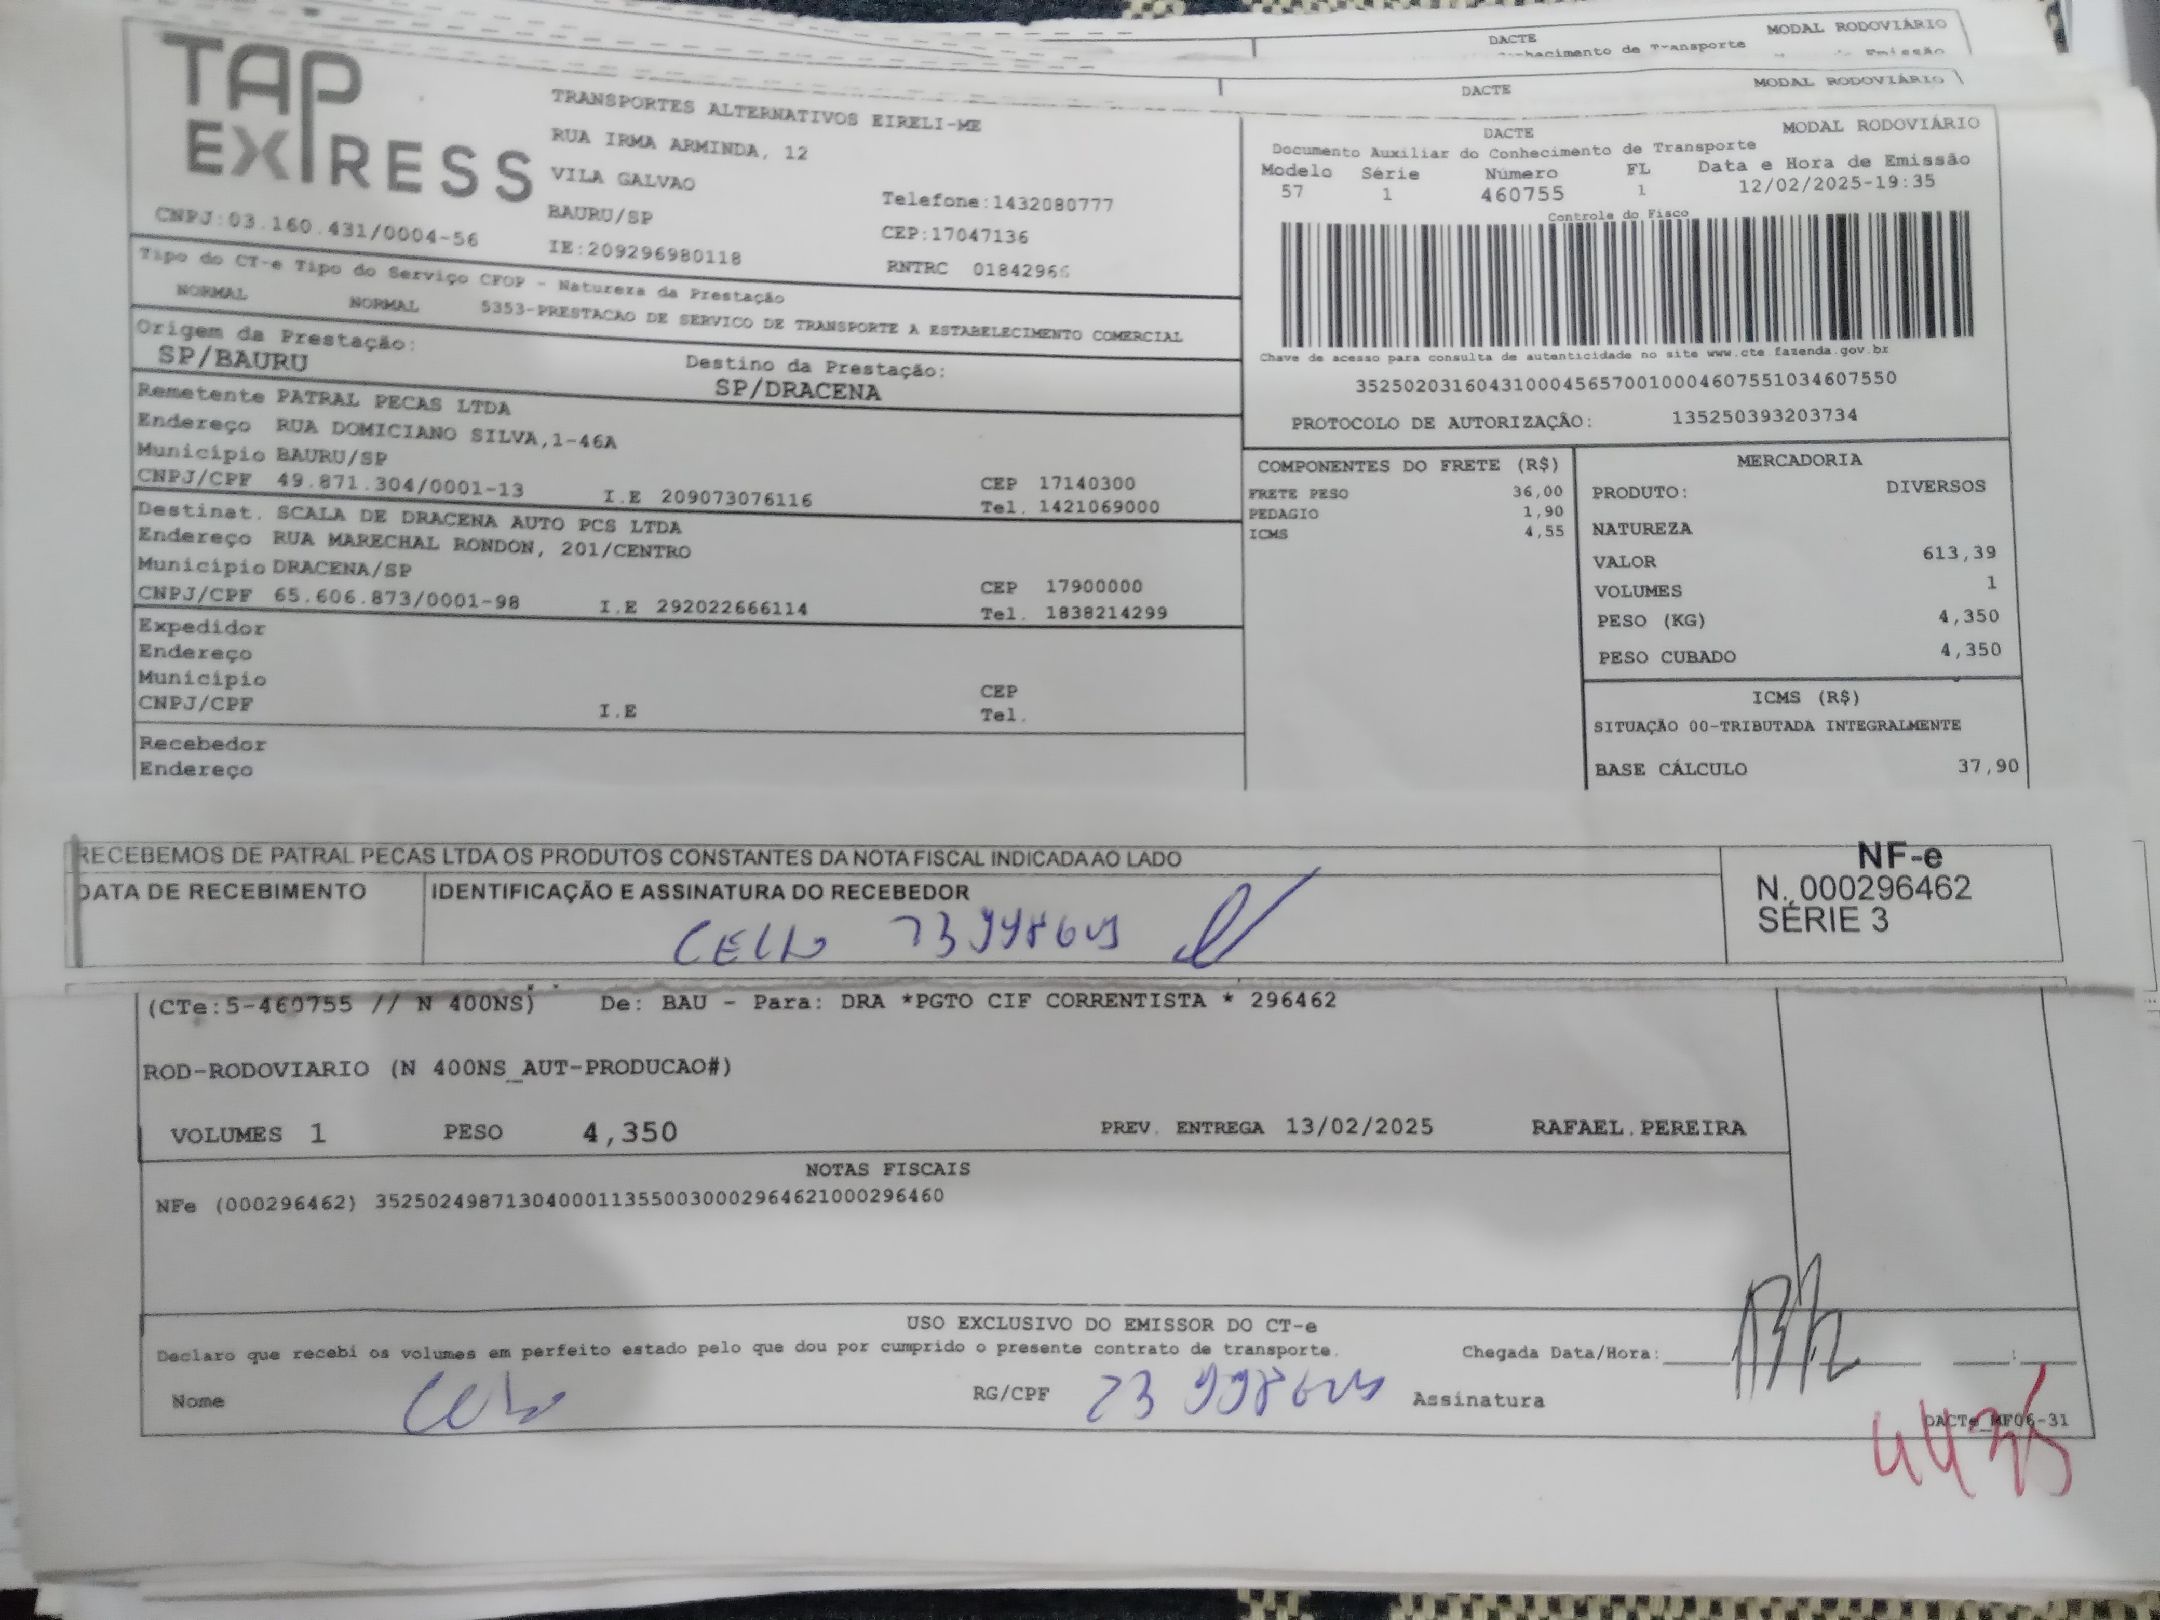 DACTE MODAL RODOVIÁRIO
DACTE MODAL RODOVIÁRIO
TAP EXPRESS
CNPJ:03.160.431/0004-56
TRANSPORTES ALTERNATIVOS EIRELI-ME
RUA IRMA ARMINDA, 12
VILA GALVAO
BAURU/SP
IE:209296980118
Telefone:1432080777
CEP:17047136
RNTRC 01842966
DACTE MODAL RODOVIÁRIO
Documento Auxiliar do Conhecimento de Transporte
Modelo Série Número FL Data e Hora de Emissão
57 1 460755 1 12/02/2025-19:35
Controle do Fisco
Chave de acesso para consulta de autenticidade no site www.cte.fazenda.gov.br
35250203160431000456570010004607551034607550
PROTOCOLO DE AUTORIZAÇÃO: 135250393203734
Tipo do CT-e Tipo do Serviço CFOP - Natureza da Prestação
NORMAL NORMAL 5353-PRESTACAO DE SERVICO DE TRANSPORTE A ESTABELECIMENTO COMERCIAL
Origem da Prestação: Destino da Prestação:
SP/BAURU SP/DRACENA
Remetente PATRAL PECAS LTDA
Endereço RUA DOMICIANO SILVA,1-46A
Município BAURU/SP CEP 17140300
CNPJ/CPF 49.871.304/0001-13 I.E 209073076116 Tel. 1421069000
Destinat. SCALA DE DRACENA AUTO PCS LTDA
Endereço RUA MARECHAL RONDON, 201/CENTRO
Município DRACENA/SP CEP 17900000
CNPJ/CPF 65.606.873/0001-98 I.E 292022666114 Tel. 1838214299
Expedidor
Endereço
Município CEP
CNPJ/CPF I.E Tel.
Recebedor
Endereço
COMPONENTES DO FRETE (R$)
FRETE PESO 36,00
PEDAGIO 1,90
ICMS 4,55
MERCADORIA
PRODUTO: DIVERSOS
NATUREZA
VALOR 613,39
VOLUMES 1
PESO (KG) 4,350
PESO CUBADO 4,350
ICMS (R$)
SITUAÇÃO 00-TRIBUTADA INTEGRALMENTE
BASE CÁLCULO 37,90
RECEBEMOS DE PATRAL PECAS LTDA OS PRODUTOS CONSTANTES DA NOTA FISCAL INDICADA AO LADO
DATA DE RECEBIMENTO IDENTIFICAÇÃO E ASSINATURA DO RECEBEDOR
NF-e
N. 000296462
SÉRIE 3
(CTe:5-460755 // N 400NS) De: BAU - Para: DRA *PGTO CIF CORRENTISTA * 296462
ROD-RODOVIARIO (N 400NS_AUT-PRODUCAO#)
VOLUMES 1 PESO 4,350 PREV. ENTREGA 13/02/2025 RAFAEL.PEREIRA
NOTAS FISCAIS
NFe (000296462) 35250249871304000113550030002964621000296460
USO EXCLUSIVO DO EMISSOR DO CT-e
Declaro que recebi os volumes em perfeito estado pelo que dou por cumprido o presente contrato de transporte. Chegada Data/Hora:
Nome RG/CPF Assinatura
13/2